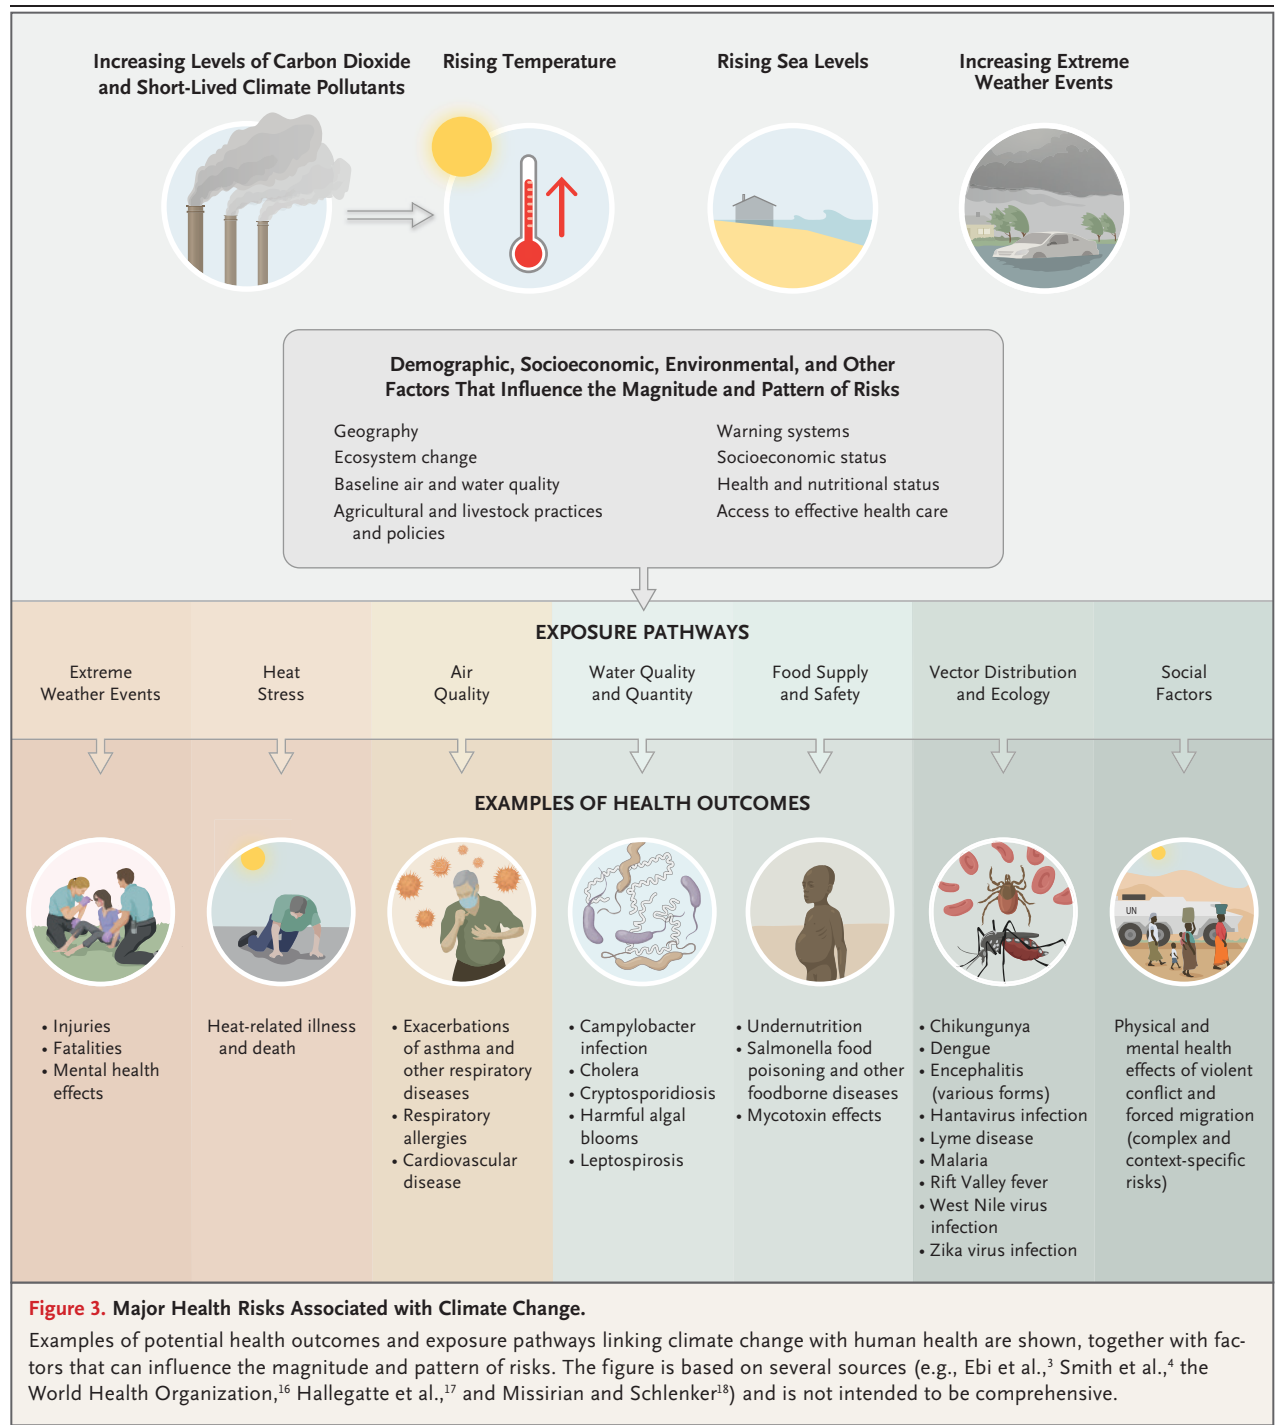 Increasing Levels of Carbon Dioxide
and Short-Lived Climate Pollutants
Rising Temperature
Rising Sea Levels
Increasing Extreme
Weather Events
Demographic, Socioeconomic, Environmental, and Other
Factors That Influence the Magnitude and Pattern of Risks
Geography
Ecosystem change
Baseline air and water quality
Agricultural and livestock practices
and policies
Warning systems
Socioeconomic status
Health and nutritional status
Access to effective health care
EXPOSURE PATHWAYS
Extreme
Weather Events
Heat
Stress
Air
Quality
Water Quality
and Quantity
Food Supply
and Safety
Vector Distribution
and Ecology
Social
Factors
EXAMPLES OF HEALTH OUTCOMES
UN
• Injuries
• Fatalities
• Mental health
effects
Heat-related illness
and death
• Exacerbations
of asthma and
other respiratory
diseases
• Respiratory
allergies
• Cardiovascular
disease
• Campylobacter
infection
• Cholera
• Cryptosporidiosis
• Harmful algal
blooms
• Leptospirosis
• Undernutrition
• Salmonella food
poisoning and other
foodborne diseases
• Mycotoxin effects
• Chikungunya
• Dengue
• Encephalitis
(various forms)
• Hantavirus infection
• Lyme disease
• Malaria
• Rift Valley fever
• West Nile virus
infection
• Zika virus infection
Physical and
mental health
effects of violent
conflict and
forced migration
(complex and
context-specific
risks)
Figure 3. Major Health Risks Associated with Climate Change.
Examples of potential health outcomes and exposure pathways linking climate change with human health are shown, together with fac-
tors that can influence the magnitude and pattern of risks. The figure is based on several sources (e.g., Ebi et al.,³ Smith et al.,⁴ the
World Health Organization,¹⁶ Hallegatte et al.,¹⁷ and Missirian and Schlenker¹⁸) and is not intended to be comprehensive.